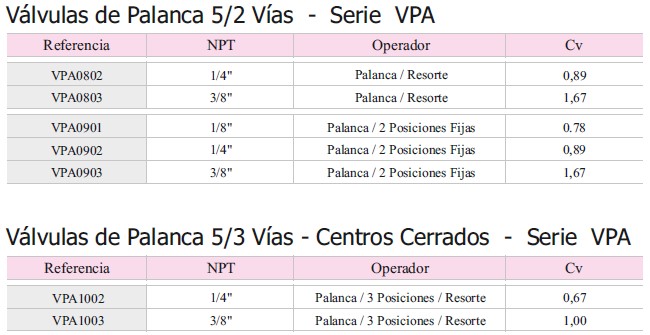 Válvulas de Palanca 5/2 Vías - Serie VPA
Referencia NPT Operador Cv
VPA0802 1/4" Palanca / Resorte 0,89
VPA0803 3/8" Palanca / Resorte 1,67
VPA0901 1/8" Palanca / 2 Posiciones Fijas 0.78
VPA0902 1/4" Palanca / 2 Posiciones Fijas 0,89
VPA0903 3/8" Palanca / 2 Posiciones Fijas 1,67
Válvulas de Palanca 5/3 Vías - Centros Cerrados - Serie VPA
Referencia NPT Operador Cv
VPA1002 1/4" Palanca / 3 Posiciones / Resorte 0,67
VPA1003 3/8" Palanca / 3 Posiciones / Resorte 1,00